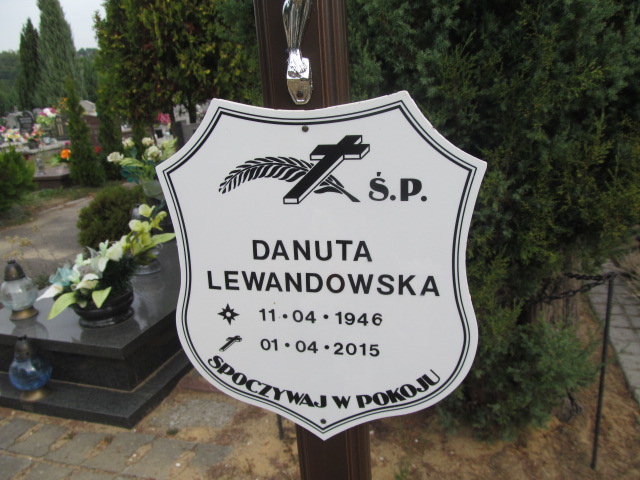 Ś.P.
DANUTA
LEWANDOWSKA
11·04·1946
01·04·2015
SPOCZYWAJ W POKOJU